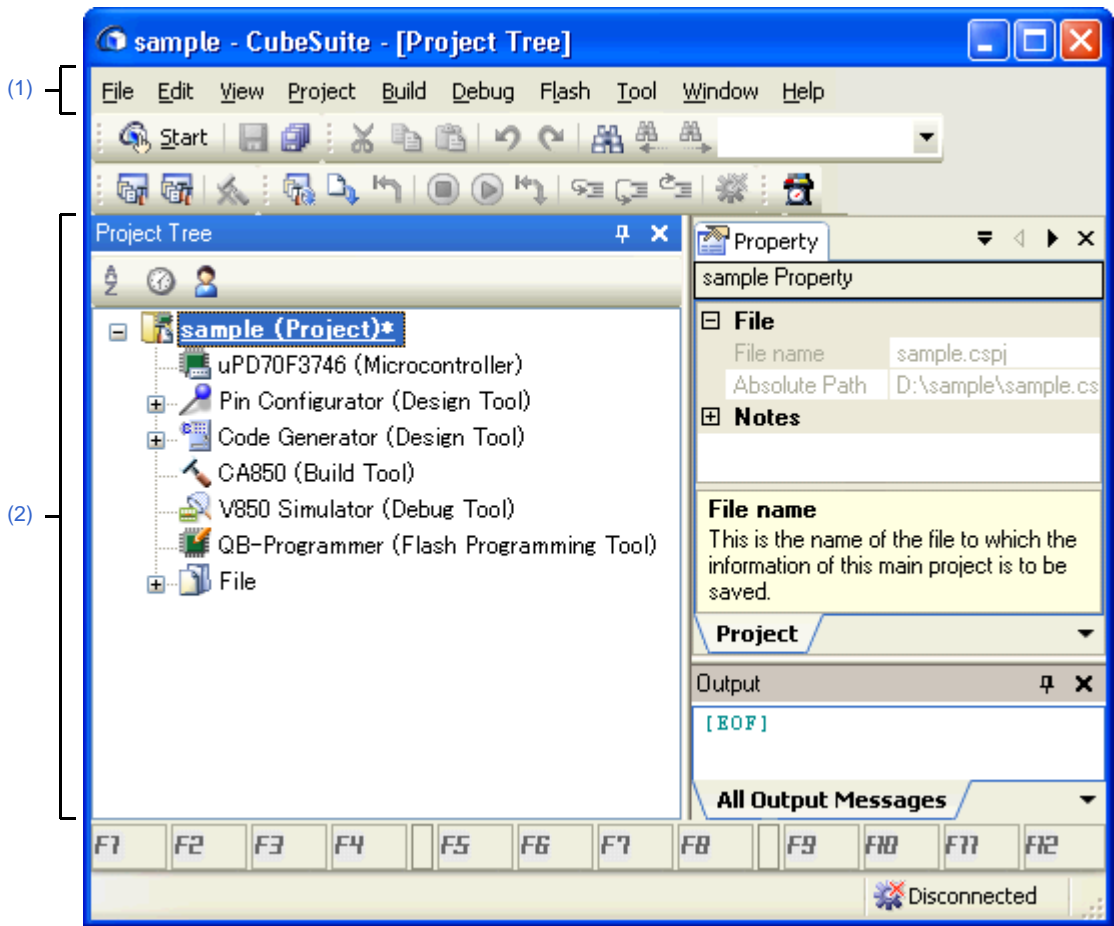 sample - CubeSuite - [Project Tree]
(1)
File Edit View Project Build Debug Flash Tool Window Help
Start
Project Tree
A
Z
sample (Project)*
uPD70F3746 (Microcontroller)
Pin Configurator (Design Tool)
Code Generator (Design Tool)
CA850 (Build Tool)
V850 Simulator (Debug Tool)
QB-Programmer (Flash Programming Tool)
File
(2)
Property
sample Property
File
File name sample.cspj
Absolute Path D:\sample\sample.cs
Notes
File name
This is the name of the file to which the
information of this main project is to be
saved.
Project
Output
[EOF]
All Output Messages
F1 F2 F3 F4 F5 F6 F7 F8 F9 F10 F11 F12
Disconnected